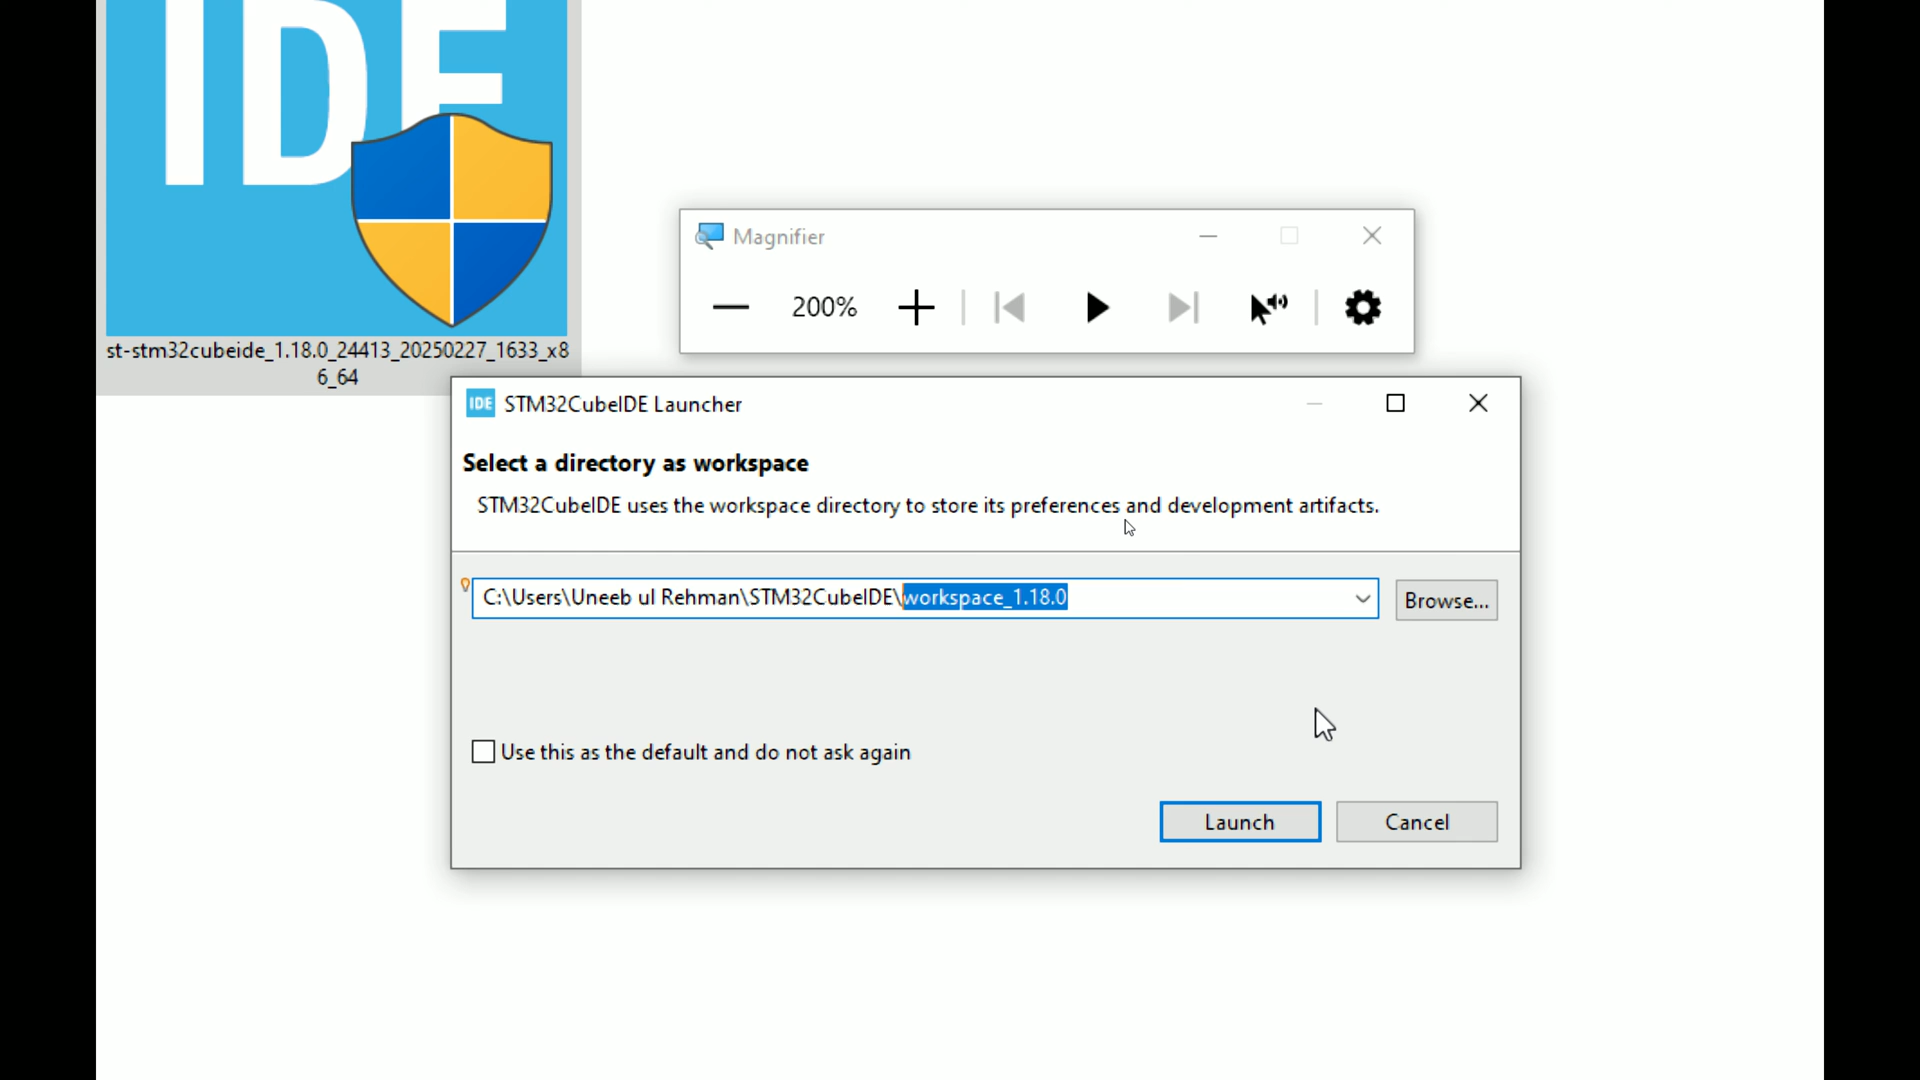 IDE
st-stm32cubeide_1.18.0_24413_20250227_1633_x8
6_64
Magnifier
200%
IDE STM32CubeIDE Launcher
Select a directory as workspace
STM32CubeIDE uses the workspace directory to store its preferences and development artifacts.
C:\Users\Uneeb ul Rehman\STM32CubeIDE\workspace_1.18.0
Browse...
Use this as the default and do not ask again
Launch
Cancel